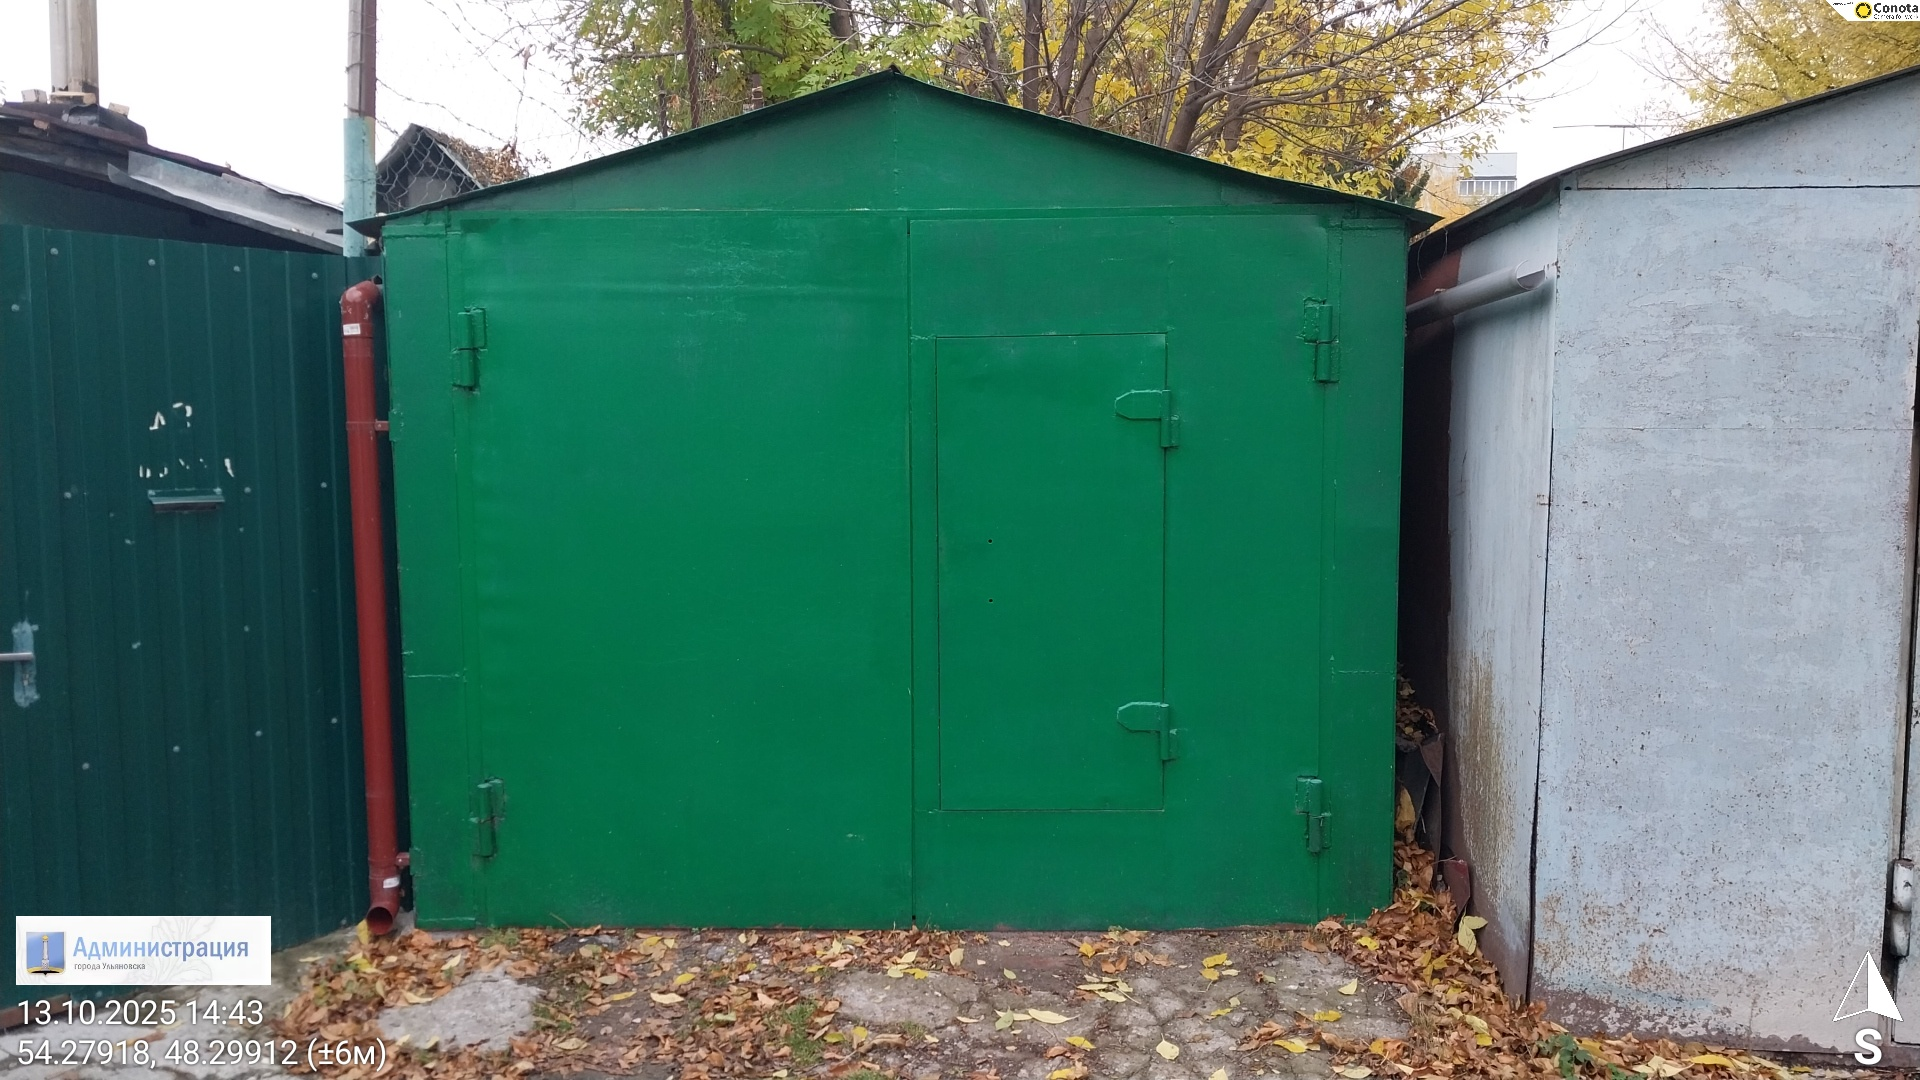 Conota
Администрация
города Ульяновска
13.10.2025 14:43
54.27918, 48.29912 (±6м)
S